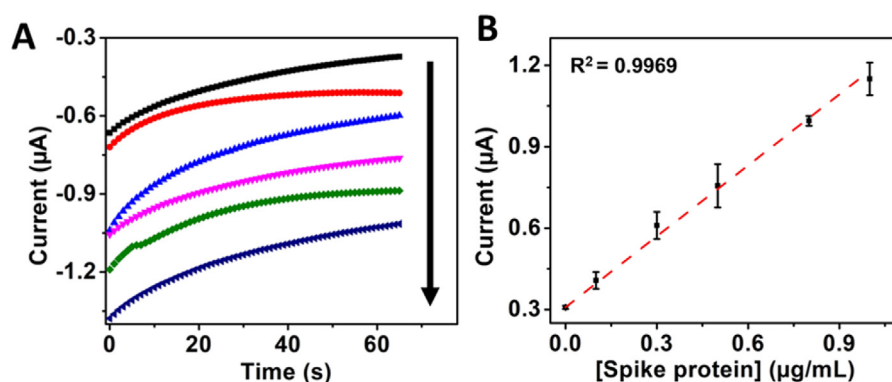 A
Current (µA)
-0.3
-0.6
-0.9
-1.2
0
20
40
60
Time (s)
B
R² = 0.9969
Current (µA)
1.2
0.9
0.6
0.3
0.0
0.3
0.6
0.9
[Spike protein] (µg/mL)